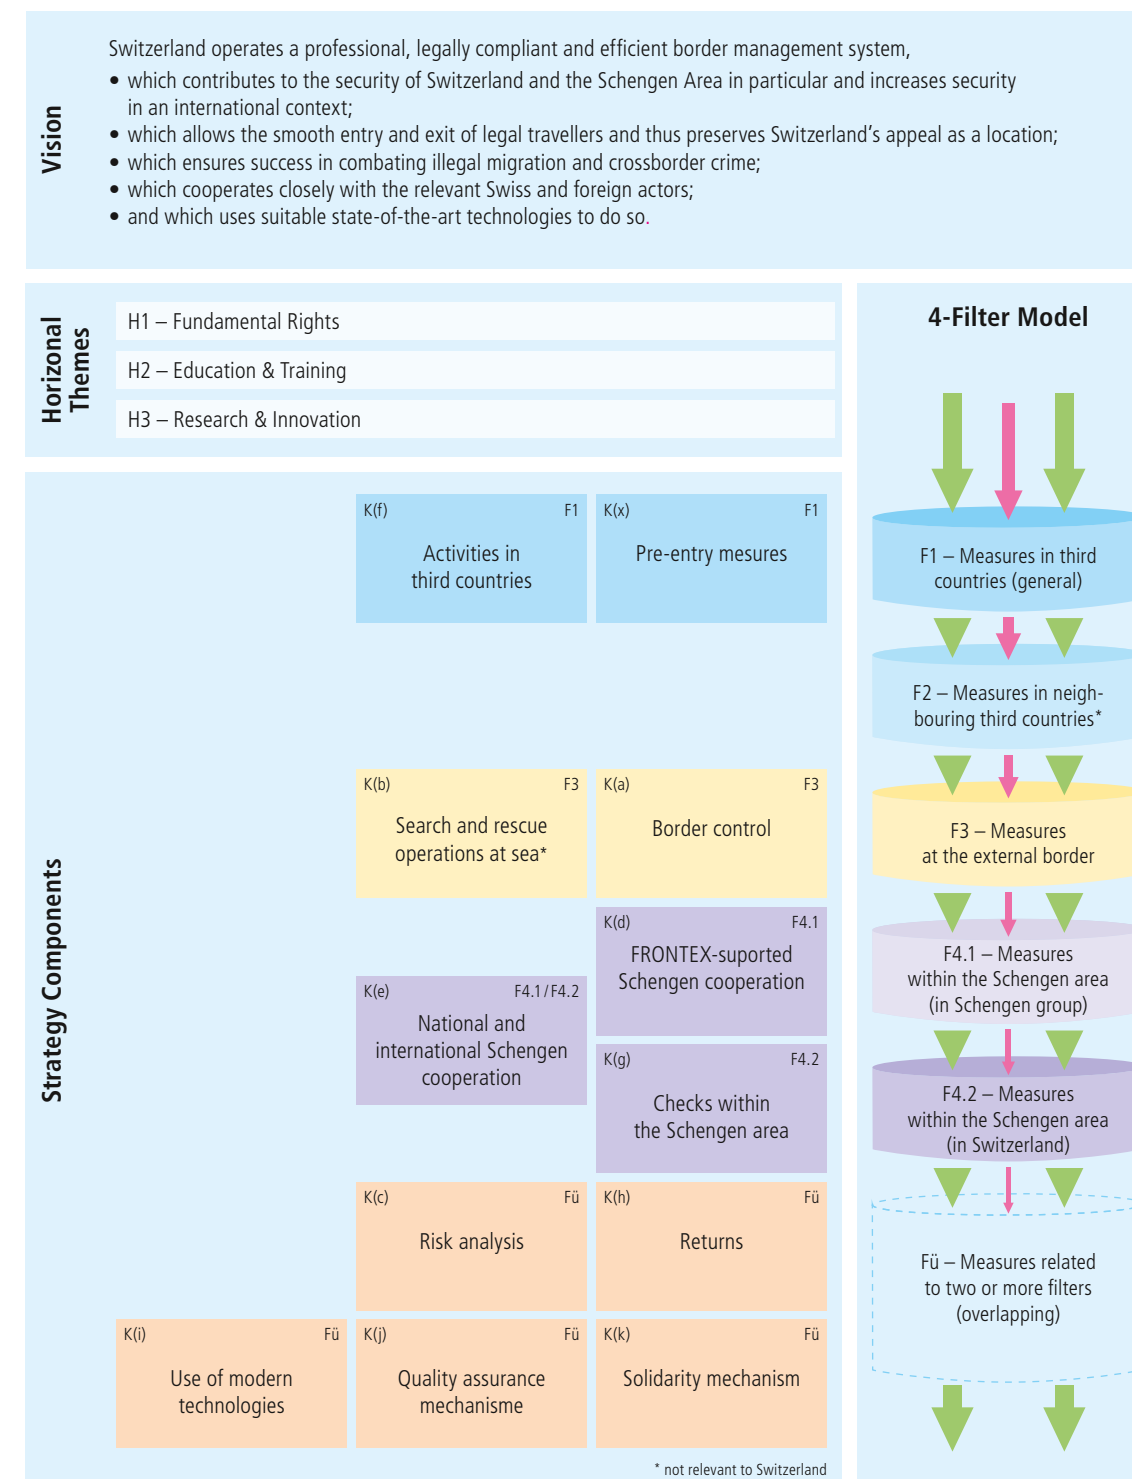 Vision
Switzerland operates a professional, legally compliant and efficient border management system,
• which contributes to the security of Switzerland and the Schengen Area in particular and increases security
in an international context;
• which allows the smooth entry and exit of legal travellers and thus preserves Switzerland's appeal as a location;
• which ensures success in combating illegal migration and crossborder crime;
• which cooperates closely with the relevant Swiss and foreign actors;
• and which uses suitable state-of-the-art technologies to do so.
Horizonal
Themes
H1 – Fundamental Rights
H2 – Education & Training
H3 – Research & Innovation
Strategy Components
K(f) F1
Activities in
third countries
K(x) F1
Pre-entry mesures
K(b) F3
Search and rescue
operations at sea*
K(a) F3
Border control
K(d) F4.1
FRONTEX-suported
Schengen cooperation
K(e) F4.1/F4.2
National and
international Schengen
cooperation
K(g) F4.2
Checks within
the Schengen area
K(c) Fü
Risk analysis
K(h) Fü
Returns
K(i) Fü
Use of modern
technologies
K(j) Fü
Quality assurance
mechanisme
K(k) Fü
Solidarity mechanism
* not relevant to Switzerland
4-Filter Model
F1 – Measures in third
countries (general)
F2 – Measures in neigh-
bouring third countries*
F3 – Measures
at the external border
F4.1 – Measures
within the Schengen area
(in Schengen group)
F4.2 – Measures
within the Schengen area
(in Switzerland)
Fü – Measures related
to two or more filters
(overlapping)